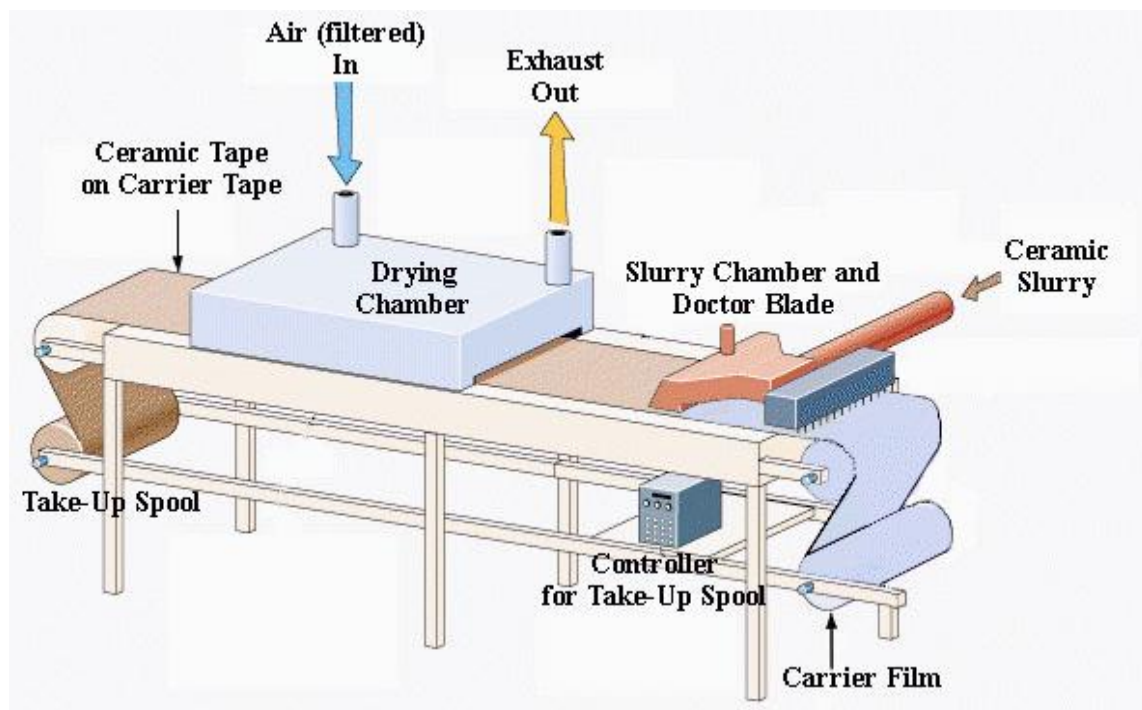 Air (filtered)
In
Exhaust
Out
Ceramic Tape
on Carrier Tape
Drying
Chamber
Slurry Chamber and
Doctor Blade
Ceramic
Slurry
Take-Up Spool
Controller
for Take-Up Spool
Carrier Film